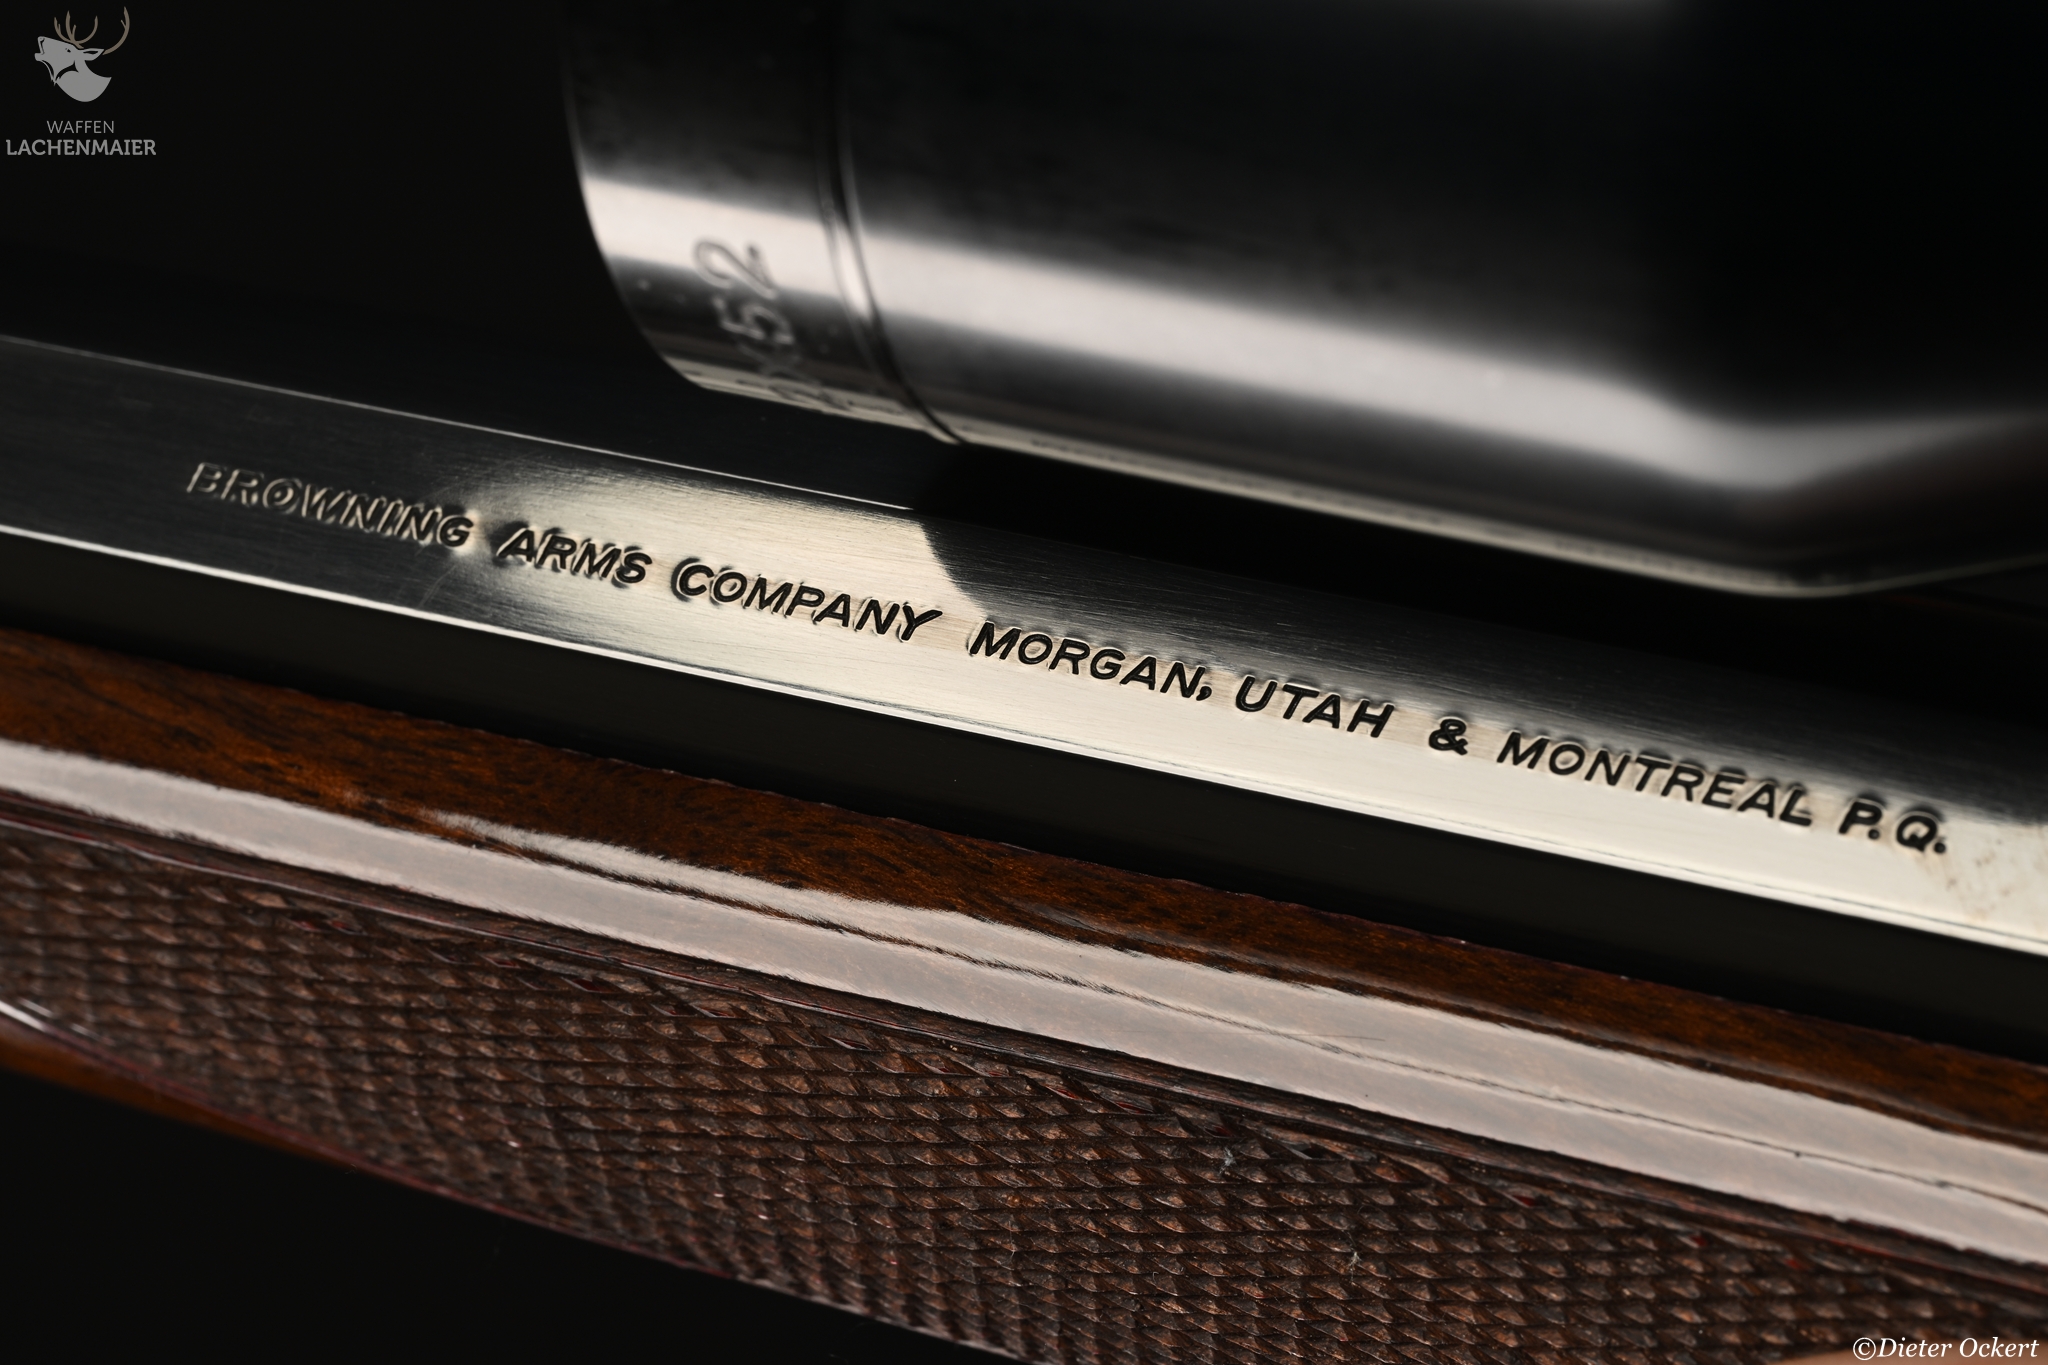 WAFFEN
LACHENMAIER
BROWNING ARMS COMPANY MORGAN, UTAH & MONTREAL P.Q.
©Dieter Ockert